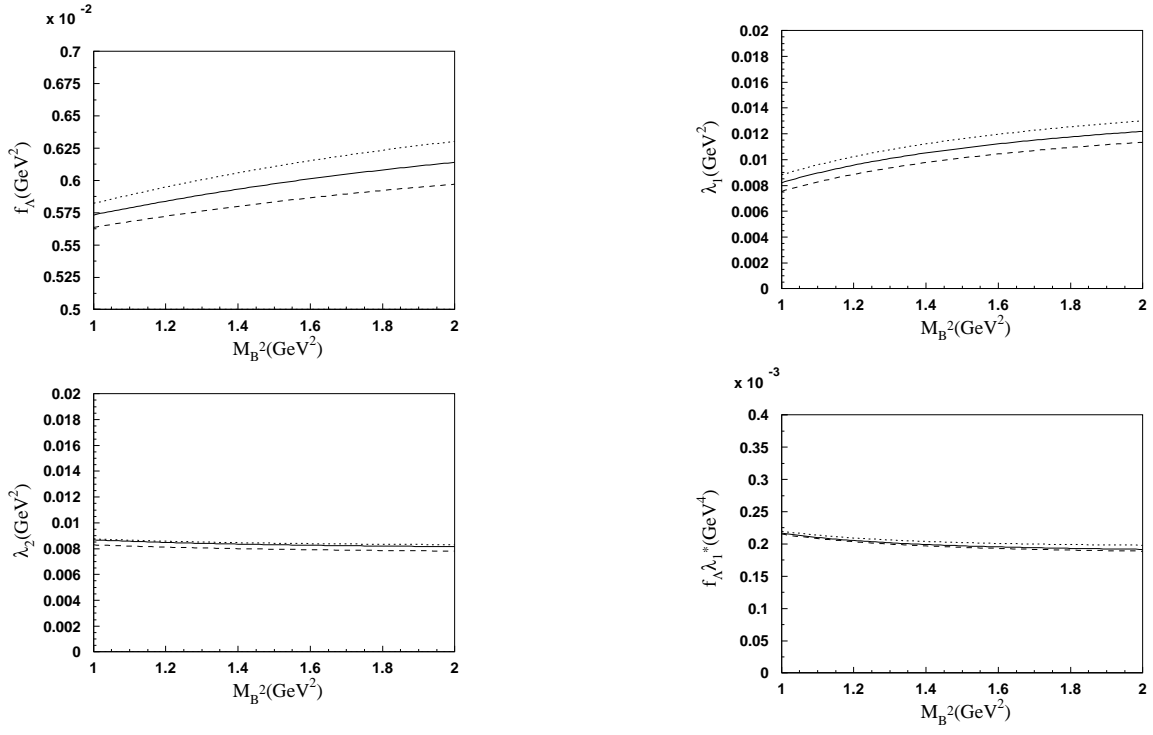 x 10 -2
0.7
0.675
0.65
0.625
0.6
0.575
0.55
0.525
0.5
f_Λ(GeV^2)
1 1.2 1.4 1.6 1.8 2
M_B^2(GeV^2)
0.02
0.018
0.016
0.014
0.012
0.01
0.008
0.006
0.004
0.002
0
λ_1(GeV^2)
1 1.2 1.4 1.6 1.8 2
M_B^2(GeV^2)
0.02
0.018
0.016
0.014
0.012
0.01
0.008
0.006
0.004
0.002
0
λ_2(GeV^2)
1 1.2 1.4 1.6 1.8 2
M_B^2(GeV^2)
x 10 -3
0.4
0.35
0.3
0.25
0.2
0.15
0.1
0.05
0
f_Λλ_1*(GeV^4)
1 1.2 1.4 1.6 1.8 2
M_B^2(GeV^2)